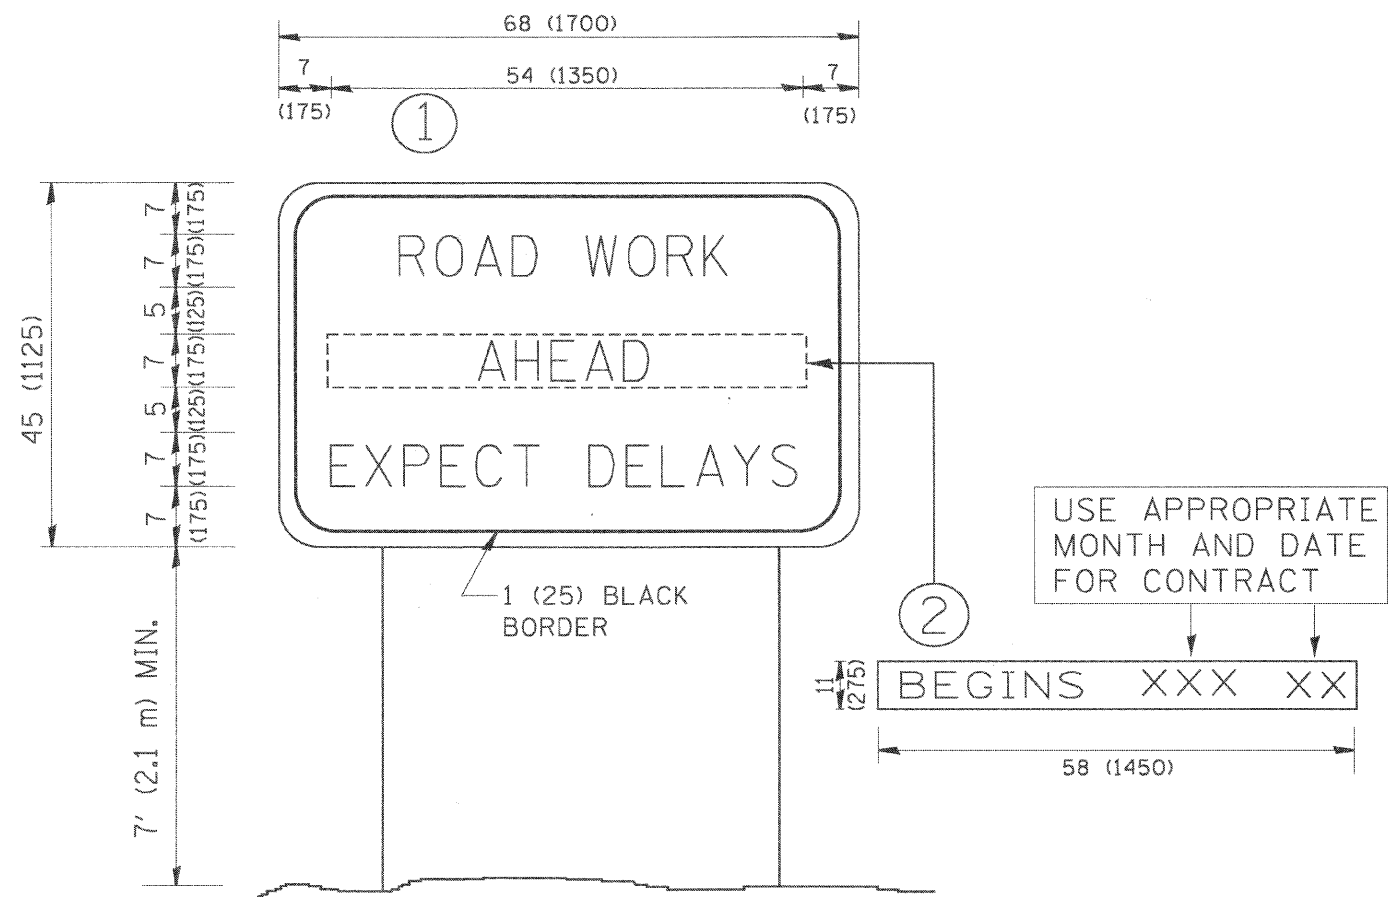 68 (1700)
7 54 (1350) 7
(175) (175)
1
45 (1125)
7 (175)
7 (175)
5 (125)
7 (175)
5 (125)
7 (175)
7 (175)
ROAD WORK
AHEAD
EXPECT DELAYS
1 (25) BLACK
BORDER
7' (2.1 m) MIN.
2
USE APPROPRIATE
MONTH AND DATE
FOR CONTRACT
11
(275)
BEGINS XXX XX
58 (1450)